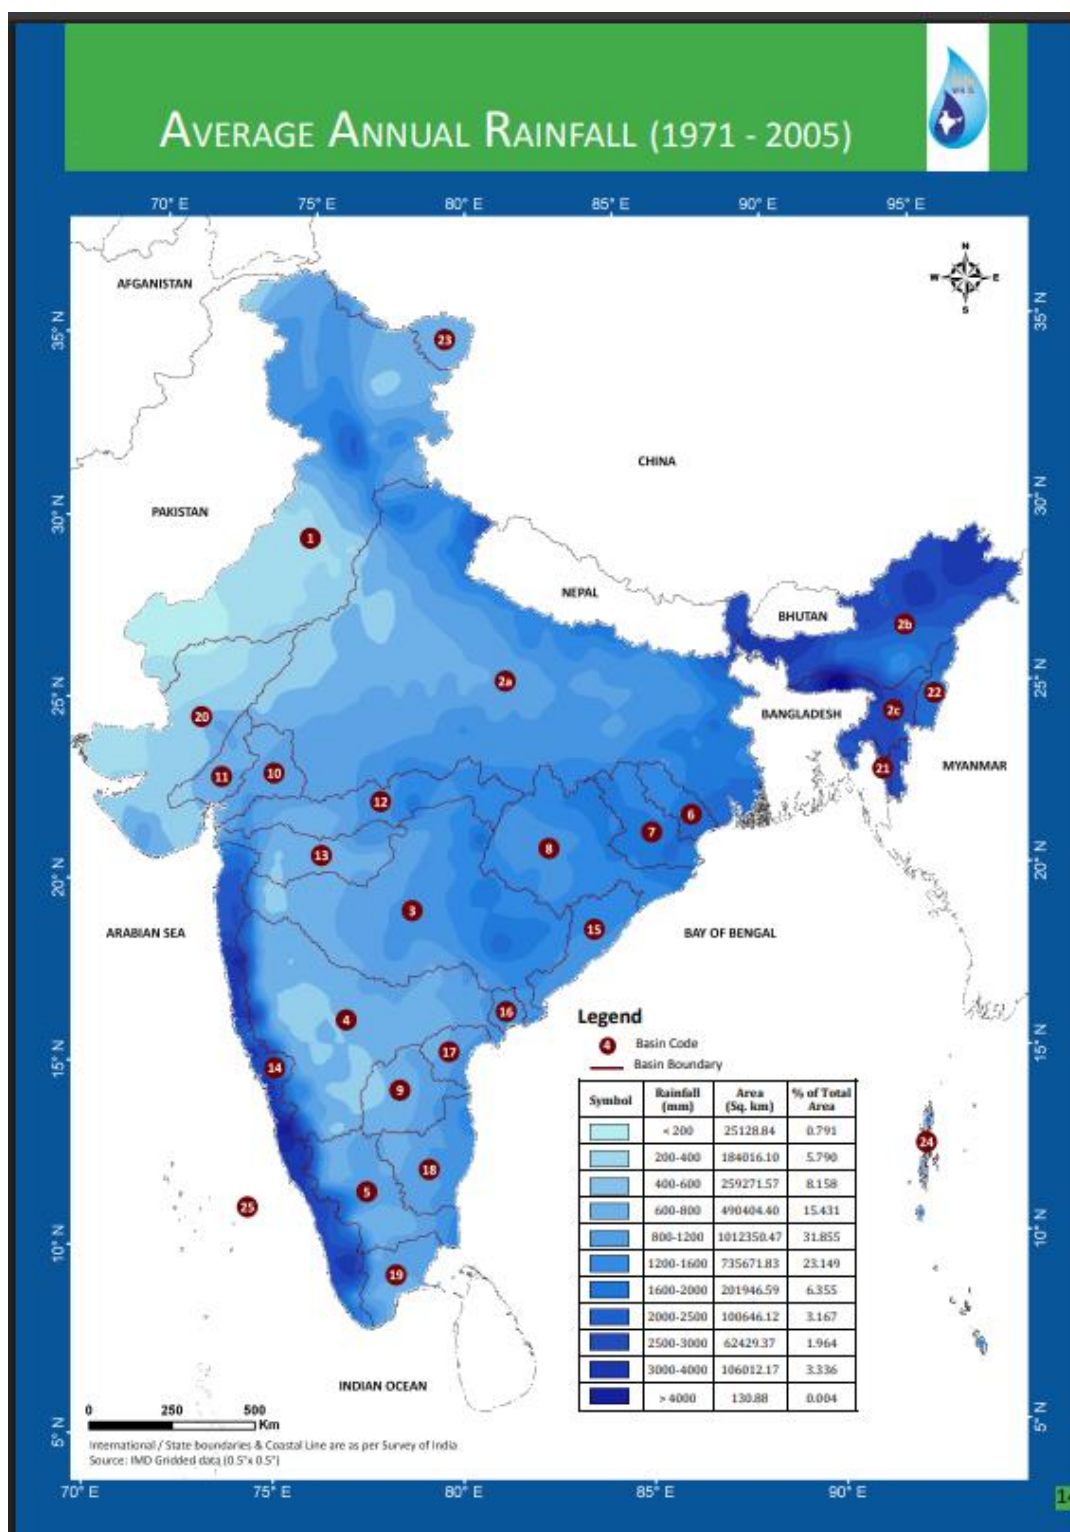 AVERAGE ANNUAL RAINFALL (1971 - 2005)
70° E 75° E 80° E 85° E 90° E 95° E
N
W E
S
AFGANISTAN
35° N 35° N
23
CHINA
30° N 30° N
PAKISTAN
1
NEPAL
BHUTAN
2b
25° N 25° N
2a
22
20
2c
BANGLADESH
21
MYANMAR
11 10
12
6
7
8
13
20° N 20° N
3
ARABIAN SEA
15
BAY OF BENGAL
16
4
Legend
4 Basin Code
Basin Boundary
17
15° N 15° N
14
9
Symbol Rainfall (mm) Area (Sq. km) % of Total Area
< 200 25128.84 0.791
200-400 184016.10 5.790
400-600 259271.57 8.158
600-800 490404.40 15.431
800-1200 1012350.47 31.855
1200-1600 735671.83 23.149
1600-2000 201946.59 6.355
2000-2500 100646.12 3.167
2500-3000 62429.37 1.964
3000-4000 106012.17 3.336
> 4000 130.88 0.004
24
18
5
25
10° N 10° N
19
INDIAN OCEAN
0 250 500
Km
5° N 5° N
International / State boundaries & Coastal Line are as per Survey of India
Source: IMD Gridded data (0.5°x 0.5°)
70° E 75° E 80° E 85° E 90° E